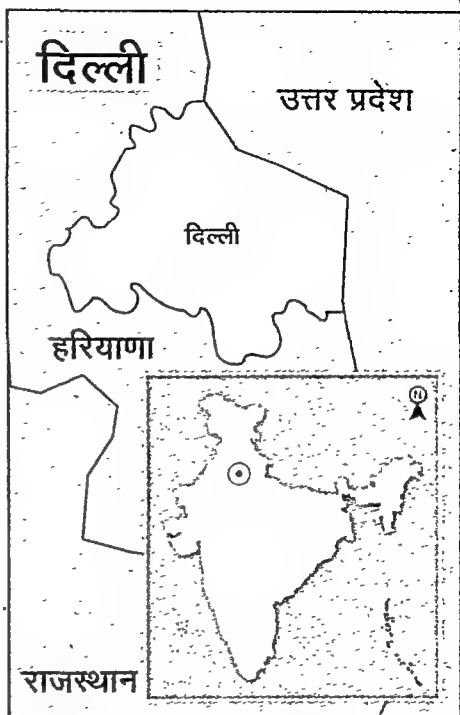 दिल्ली
उत्तर प्रदेश
दिल्ली
हरियाणा
राजस्थान